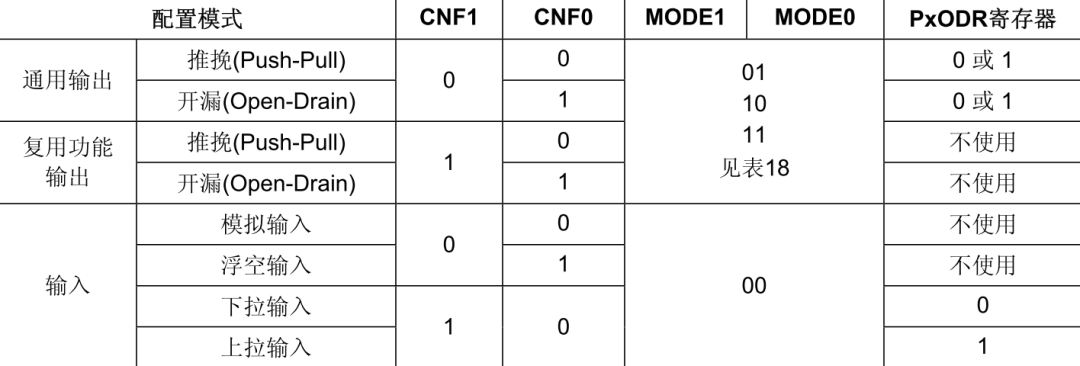 配置模式 CNF1 CNF0 MODE1 MODE0 PxODR寄存器
通用输出 推挽(Push-Pull) 0 0 01 10 11 见表18 0 或 1
开漏(Open-Drain) 1 0 或 1
复用功能输出 推挽(Push-Pull) 1 0 不使用
开漏(Open-Drain) 1 不使用
输入 模拟输入 0 0 00 不使用
浮空输入 1 不使用
下拉输入 1 0 0
上拉输入 1